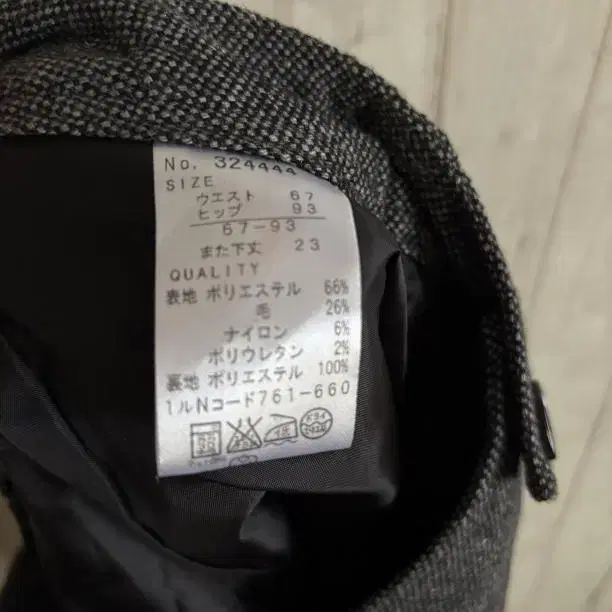 No. 324444
SIZE
ウエスト 67
ヒップ 93
67-93
また下丈 23
QUALITY
表地 ポリエステル 66%
毛 26%
ナイロン 6%
ポリウレタン 2%
裏地 ポリエステル 100%
1ルNコード761-660
ドライ